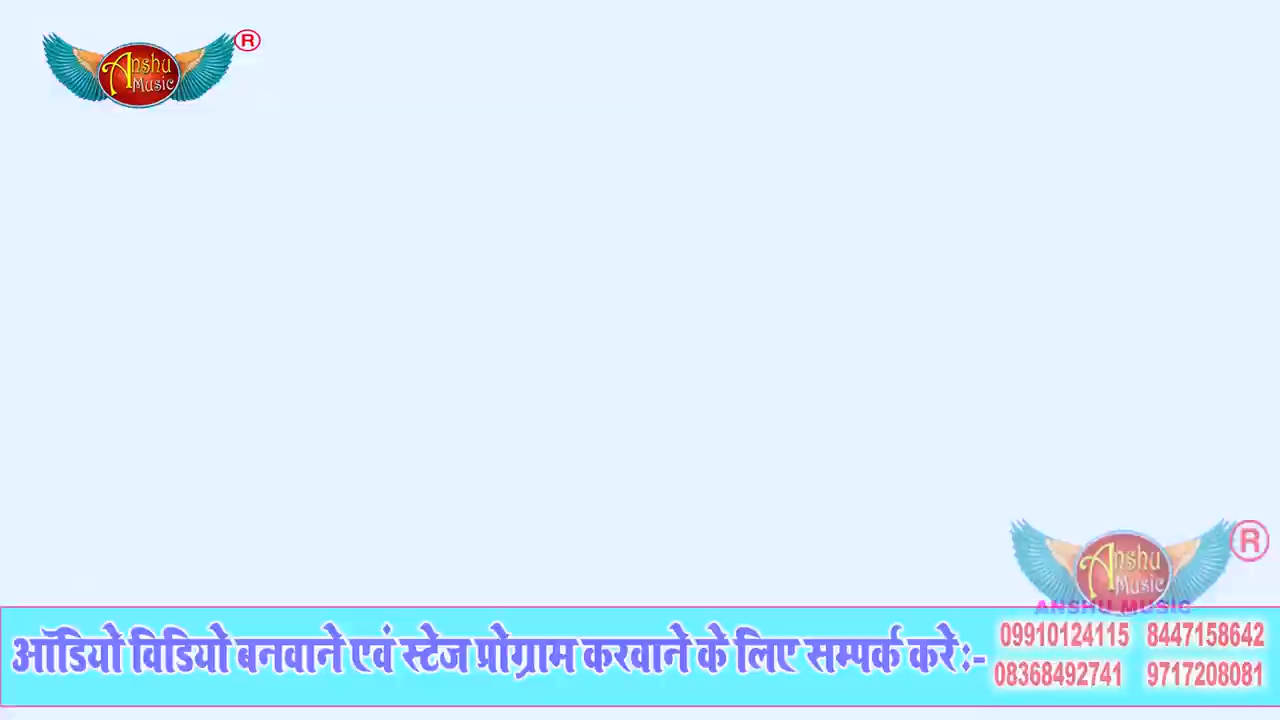 Anshu Music ®
Anshu Music ®
ANSHU MUSIC
ऑडियो विडियो बनवाने एवं स्टेज प्रोग्राम करवाने के लिए सम्पर्क करे :-
09910124115 8447158642
08368492741 9717208081